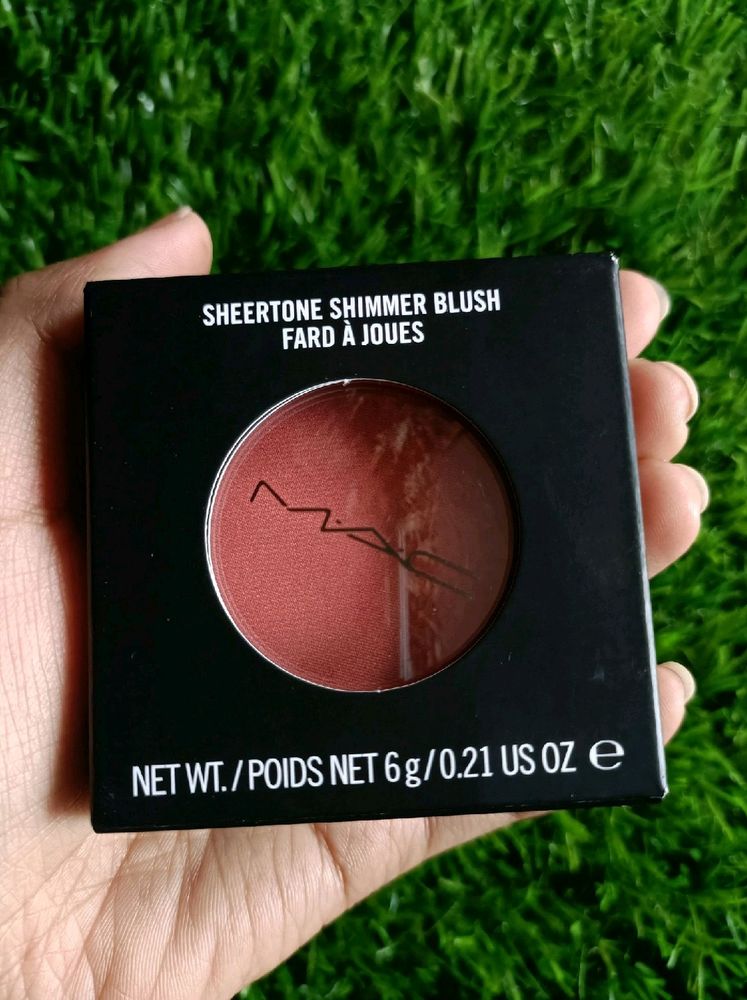 SHEERTONE SHIMMER BLUSH
FARD À JOUES
M·A·C
NET WT. / POIDS NET 6 g / 0.21 US OZ ℮